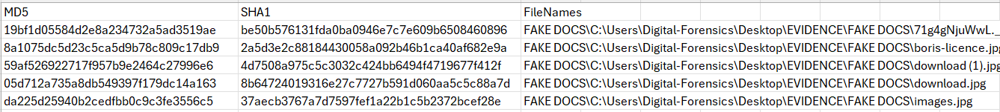 MD5 SHA1 FileNames
19bf1d05584d2e8a234732a5ad3519ae be50b576131fda0ba0946e7c7e609b6508460896 FAKE DOCS\C:\Users\Digital-Forensics\Desktop\EVIDENCE\FAKE DOCS\71g4gNjuWwL._
8a1075dc5d23c5ca5d9b78c809c17db9 2a5d3e2c88184430058a092b46b1ca40af682e9a FAKE DOCS\C:\Users\Digital-Forensics\Desktop\EVIDENCE\FAKE DOCS\boris-licence.jpg
59af526922717f957b9e2464c27996e6 4d7508a975c5c3032c424bb6494f4719677f412f FAKE DOCS\C:\Users\Digital-Forensics\Desktop\EVIDENCE\FAKE DOCS\download (1).jpg
05d712a735a8db549397f179dc14a163 8b64724019316e27c7727b591d060aa5c5c88a7d FAKE DOCS\C:\Users\Digital-Forensics\Desktop\EVIDENCE\FAKE DOCS\download.jpg
da225d25940b2cedfbb0c9c3fe3556c5 37aecb3767a7d7597fef1a22b1c5b2372bcef28e FAKE DOCS\C:\Users\Digital-Forensics\Desktop\EVIDENCE\FAKE DOCS\images.jpg